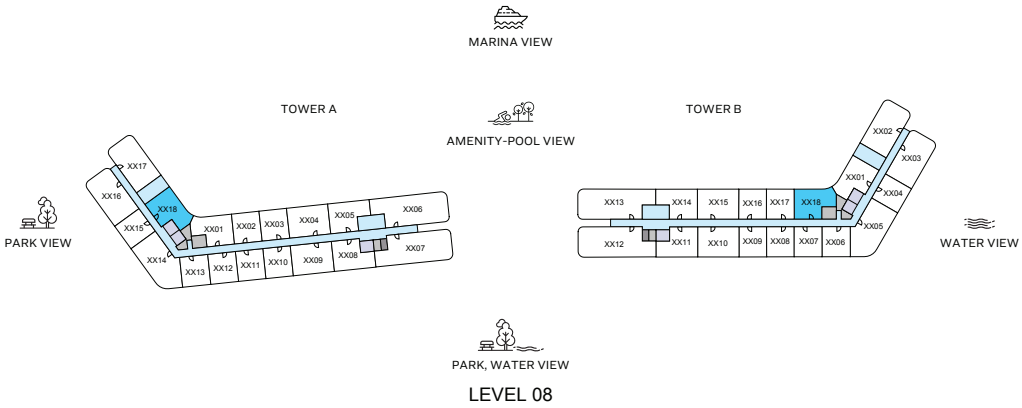 MARINA VIEW
TOWER A
TOWER B
AMENITY-POOL VIEW
XX17
XX16
XX18
XX15
XX14
XX13
XX01
XX12
XX02
XX11
XX03
XX10
XX04
XX09
XX05
XX08
XX06
XX07
XX02
XX03
XX01
XX04
XX05
XX13
XX14
XX15
XX16
XX17
XX18
XX12
XX11
XX10
XX09
XX08
XX07
XX06
PARK VIEW
WATER VIEW
PARK, WATER VIEW
LEVEL 08